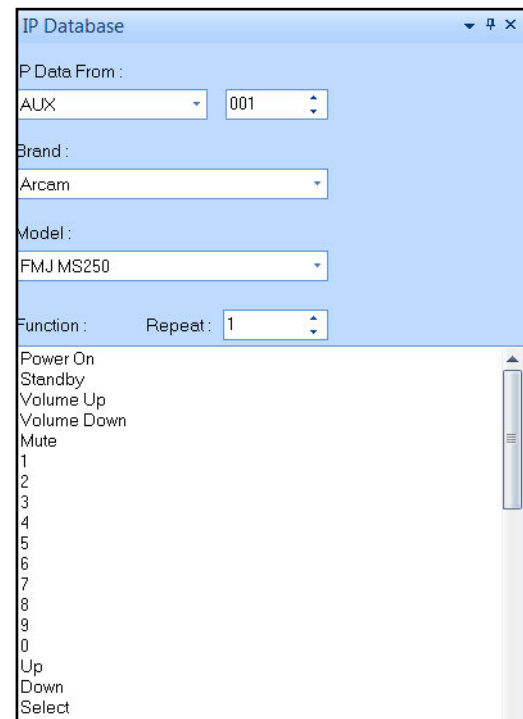 IP Database
P Data From :
AUX 001
Brand :
Arcam
Model :
FMJ MS250
Function : Repeat : 1
Power On
Standby
Volume Up
Volume Down
Mute
1
2
3
4
5
6
7
8
9
0
Up
Down
Select